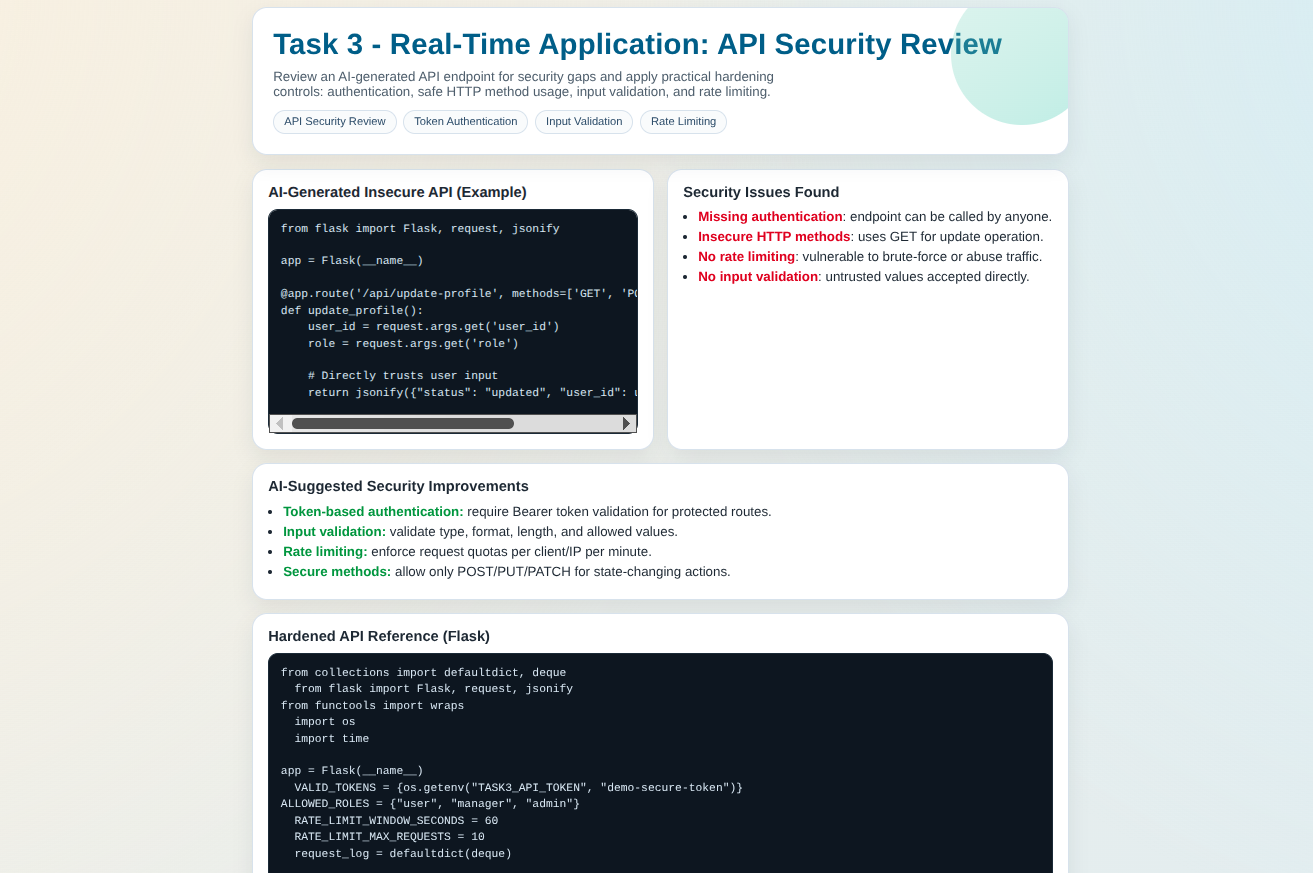 Task 3 - Real-Time Application: API Security Review
Review an AI-generated API endpoint for security gaps and apply practical hardening
controls: authentication, safe HTTP method usage, input validation, and rate limiting.
API Security Review
Token Authentication
Input Validation
Rate Limiting
AI-Generated Insecure API (Example)
from flask import Flask, request, jsonify
app = Flask(__name__)
@app.route('/api/update-profile', methods=['GET', 'PO
def update_profile():
    user_id = request.args.get('user_id')
    role = request.args.get('role')
    # Directly trusts user input
    return jsonify({"status": "updated", "user_id": u
Security Issues Found
• Missing authentication: endpoint can be called by anyone.
• Insecure HTTP methods: uses GET for update operation.
• No rate limiting: vulnerable to brute-force or abuse traffic.
• No input validation: untrusted values accepted directly.
AI-Suggested Security Improvements
• Token-based authentication: require Bearer token validation for protected routes.
• Input validation: validate type, format, length, and allowed values.
• Rate limiting: enforce request quotas per client/IP per minute.
• Secure methods: allow only POST/PUT/PATCH for state-changing actions.
Hardened API Reference (Flask)
from collections import defaultdict, deque
  from flask import Flask, request, jsonify
from functools import wraps
  import os
  import time
app = Flask(__name__)
  VALID_TOKENS = {os.getenv("TASK3_API_TOKEN", "demo-secure-token")}
ALLOWED_ROLES = {"user", "manager", "admin"}
  RATE_LIMIT_WINDOW_SECONDS = 60
  RATE_LIMIT_MAX_REQUESTS = 10
  request_log = defaultdict(deque)